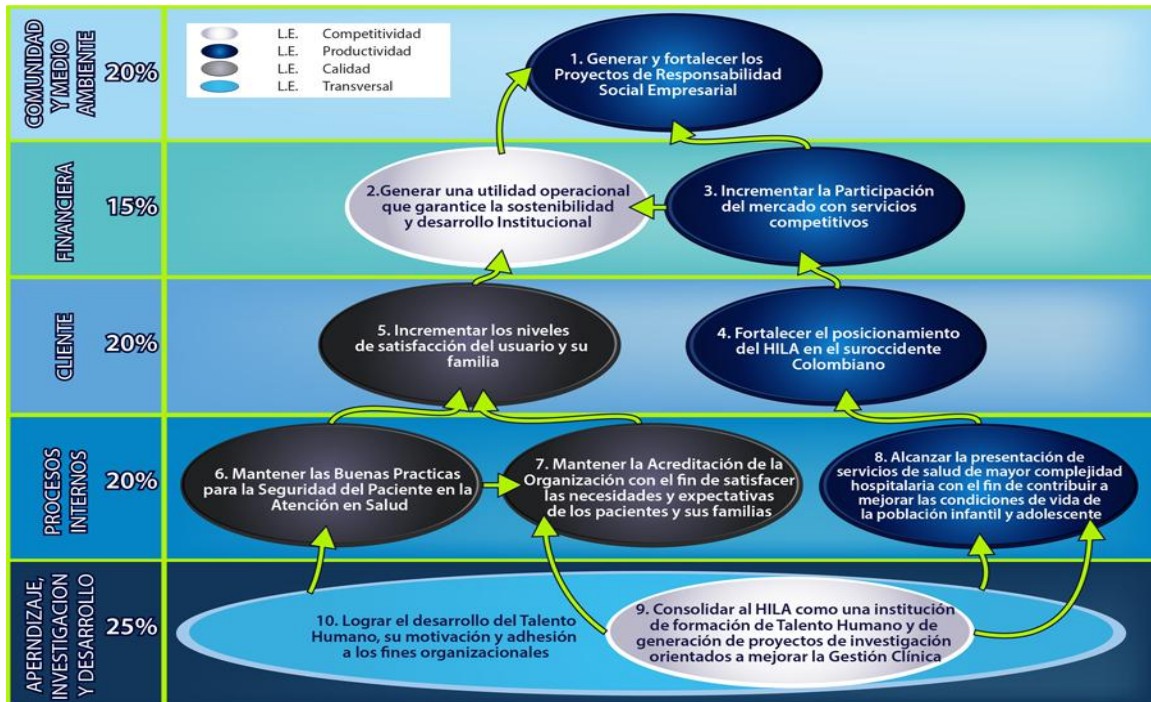 COMUNIDAD
Y MEDIO
AMBIENTE
20%
L.E. Competitividad
L.E. Productividad
L.E. Calidad
L.E. Transversal
1. Generar y fortalecer los
Proyectos de Responsabilidad
Social Empresarial
FINANCIERA
15%
2.Generar una utilidad operacional
que garantice la sostenibilidad
y desarrollo Institucional
3. Incrementar la Participación
del mercado con servicios
competitivos
CLIENTE
20%
5. Incrementar los niveles
de satisfacción del usuario y su
familia
4. Fortalecer el posicionamiento
del HILA en el suroccidente
Colombiano
PROCESOS
INTERNOS
20%
6. Mantener las Buenas Practicas
para la Seguridad del Paciente en la
Atención en Salud
7. Mantener la Acreditación de la
Organización con el fin de satisfacer
las necesidades y expectativas
de los pacientes y sus familias
8. Alcanzar la presentación de
servicios de salud de mayor complejidad
hospitalaria con el fin de contribuir a
mejorar las condiciones de vida de
la población infantil y adolescente
APERNDIZAJE,
INVESTIGACION
Y DESARROLLO
25%
10. Lograr el desarrollo del Talento
Humano, su motivación y adhesión
a los fines organizacionales
9. Consolidar al HILA como una institución
de formación de Talento Humano y de
generación de proyectos de investigación
orientados a mejorar la Gestión Clínica